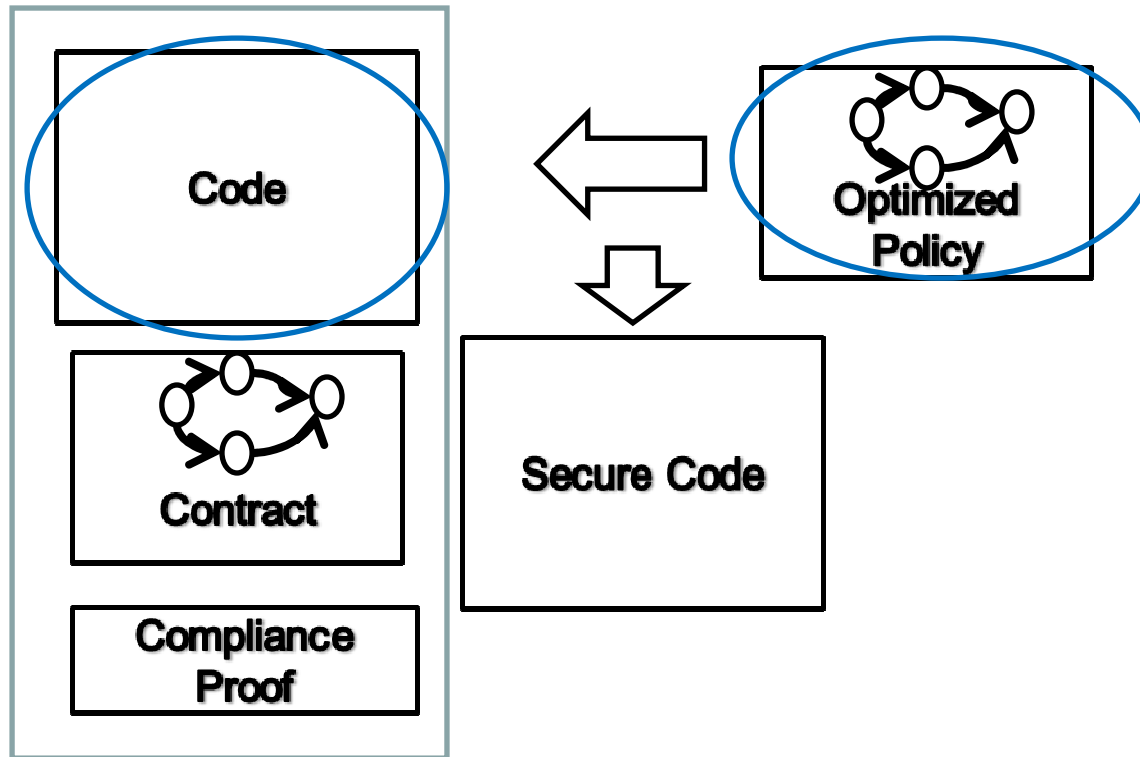 Code
Optimized
Policy
Contract
Secure Code
Compliance
Proof